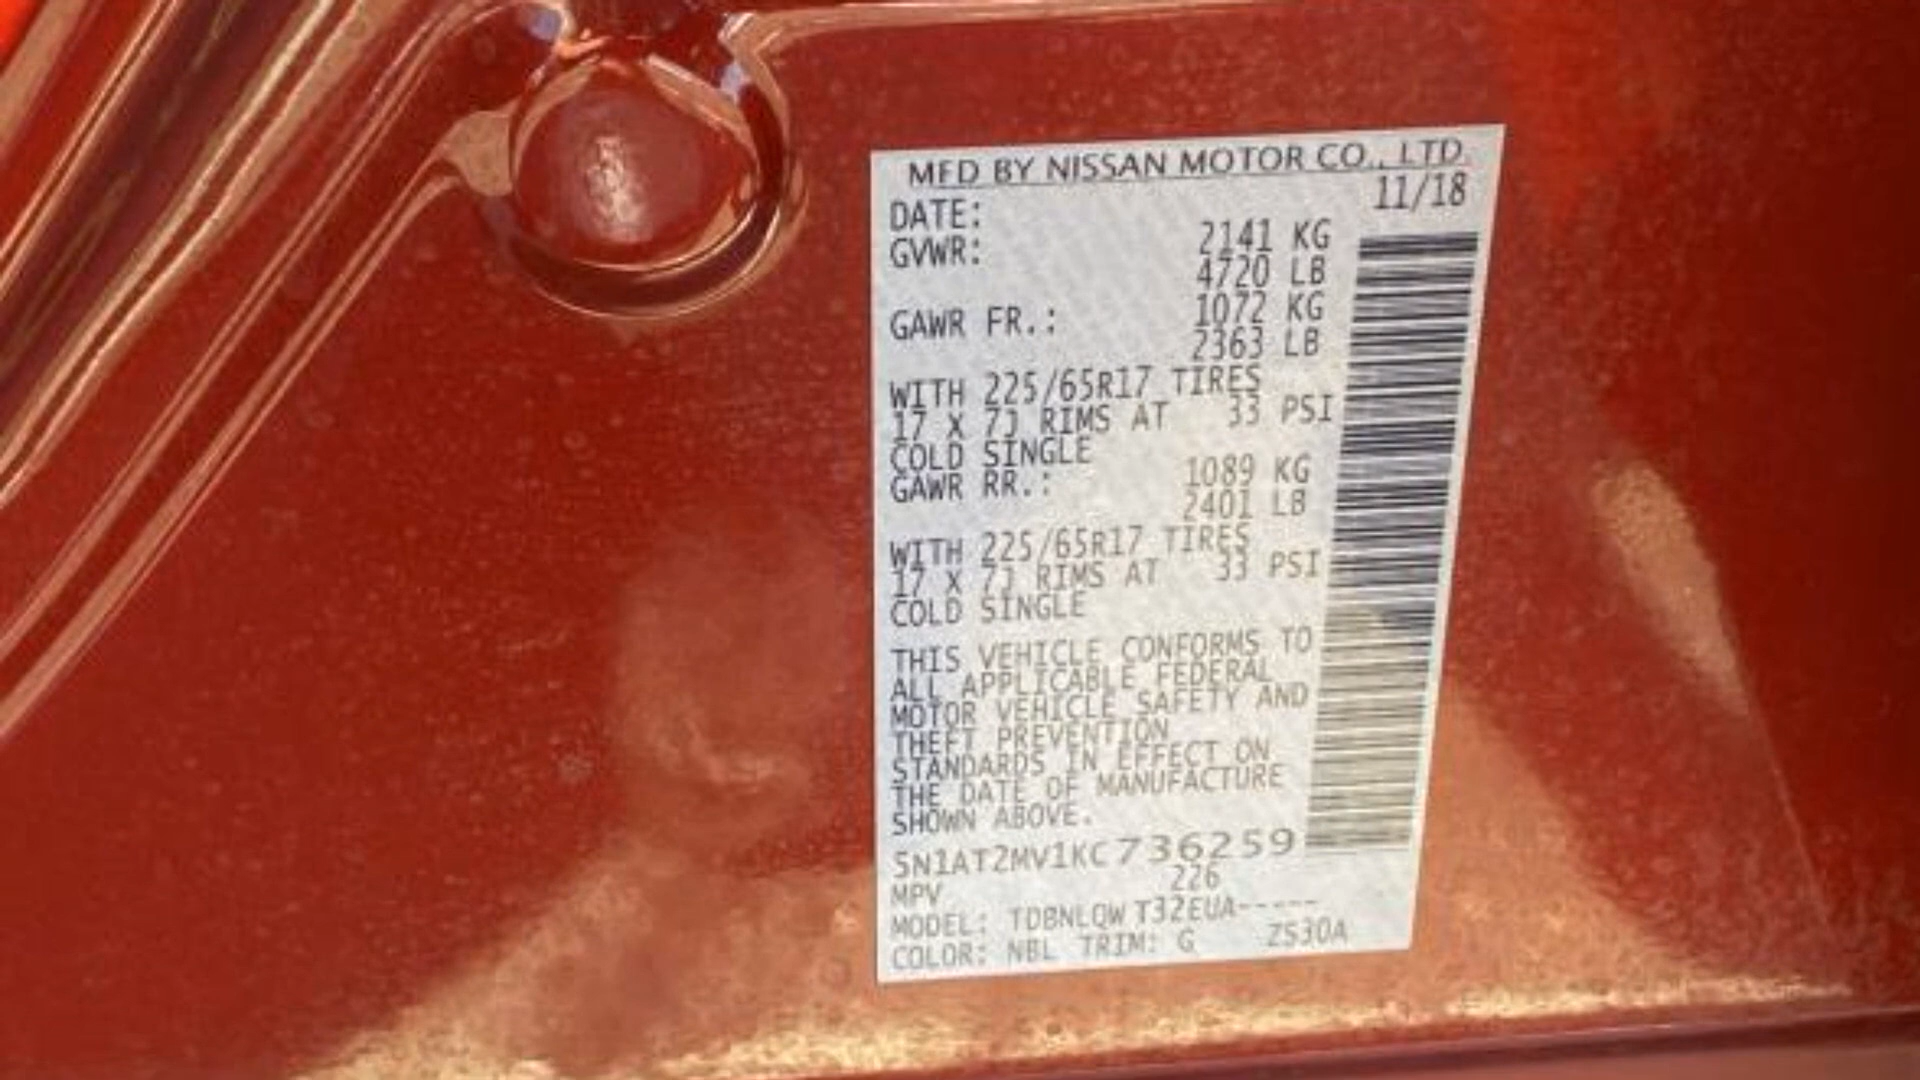 MFD BY NISSAN MOTOR CO., LTD.
DATE: 11/18
GVWR: 2141 KG
4720 LB
GAWR FR.: 1072 KG
2363 LB
WITH 225/65R17 TIRES
17 X 7J RIMS AT 33 PSI
COLD SINGLE
GAWR RR.: 1089 KG
2401 LB
WITH 225/65R17 TIRES
17 X 7J RIMS AT 33 PSI
COLD SINGLE
THIS VEHICLE CONFORMS TO
ALL APPLICABLE FEDERAL
MOTOR VEHICLE SAFETY AND
THEFT PREVENTION
STANDARDS IN EFFECT ON
THE DATE OF MANUFACTURE
SHOWN ABOVE.
5N1AT2MV1KC736259
MPV 226
MODEL: TDBNLQW T32EUA-----
COLOR: NBL TRIM: G ZS30A